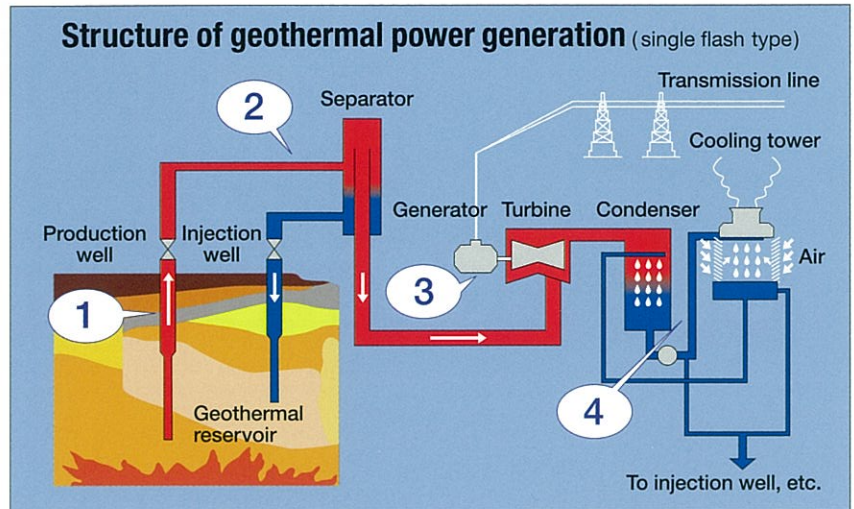 Structure of geothermal power generation (single flash type)
Transmission line
2
Separator
Cooling tower
Generator
Turbine
Condenser
Production
well
Injection
well
Air
3
1
4
Geothermal
reservoir
To injection well, etc.